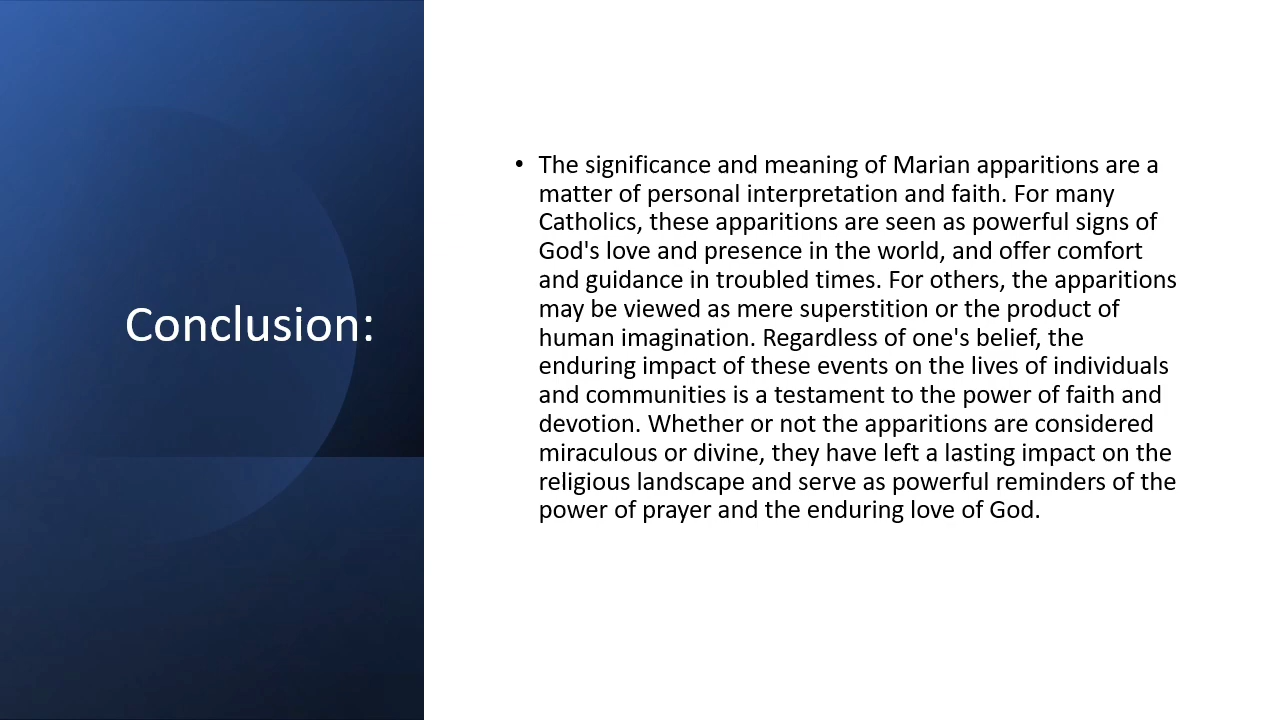 Conclusion:
• The significance and meaning of Marian apparitions are a
matter of personal interpretation and faith. For many
Catholics, these apparitions are seen as powerful signs of
God's love and presence in the world, and offer comfort
and guidance in troubled times. For others, the apparitions
may be viewed as mere superstition or the product of
human imagination. Regardless of one's belief, the
enduring impact of these events on the lives of individuals
and communities is a testament to the power of faith and
devotion. Whether or not the apparitions are considered
miraculous or divine, they have left a lasting impact on the
religious landscape and serve as powerful reminders of the
power of prayer and the enduring love of God.